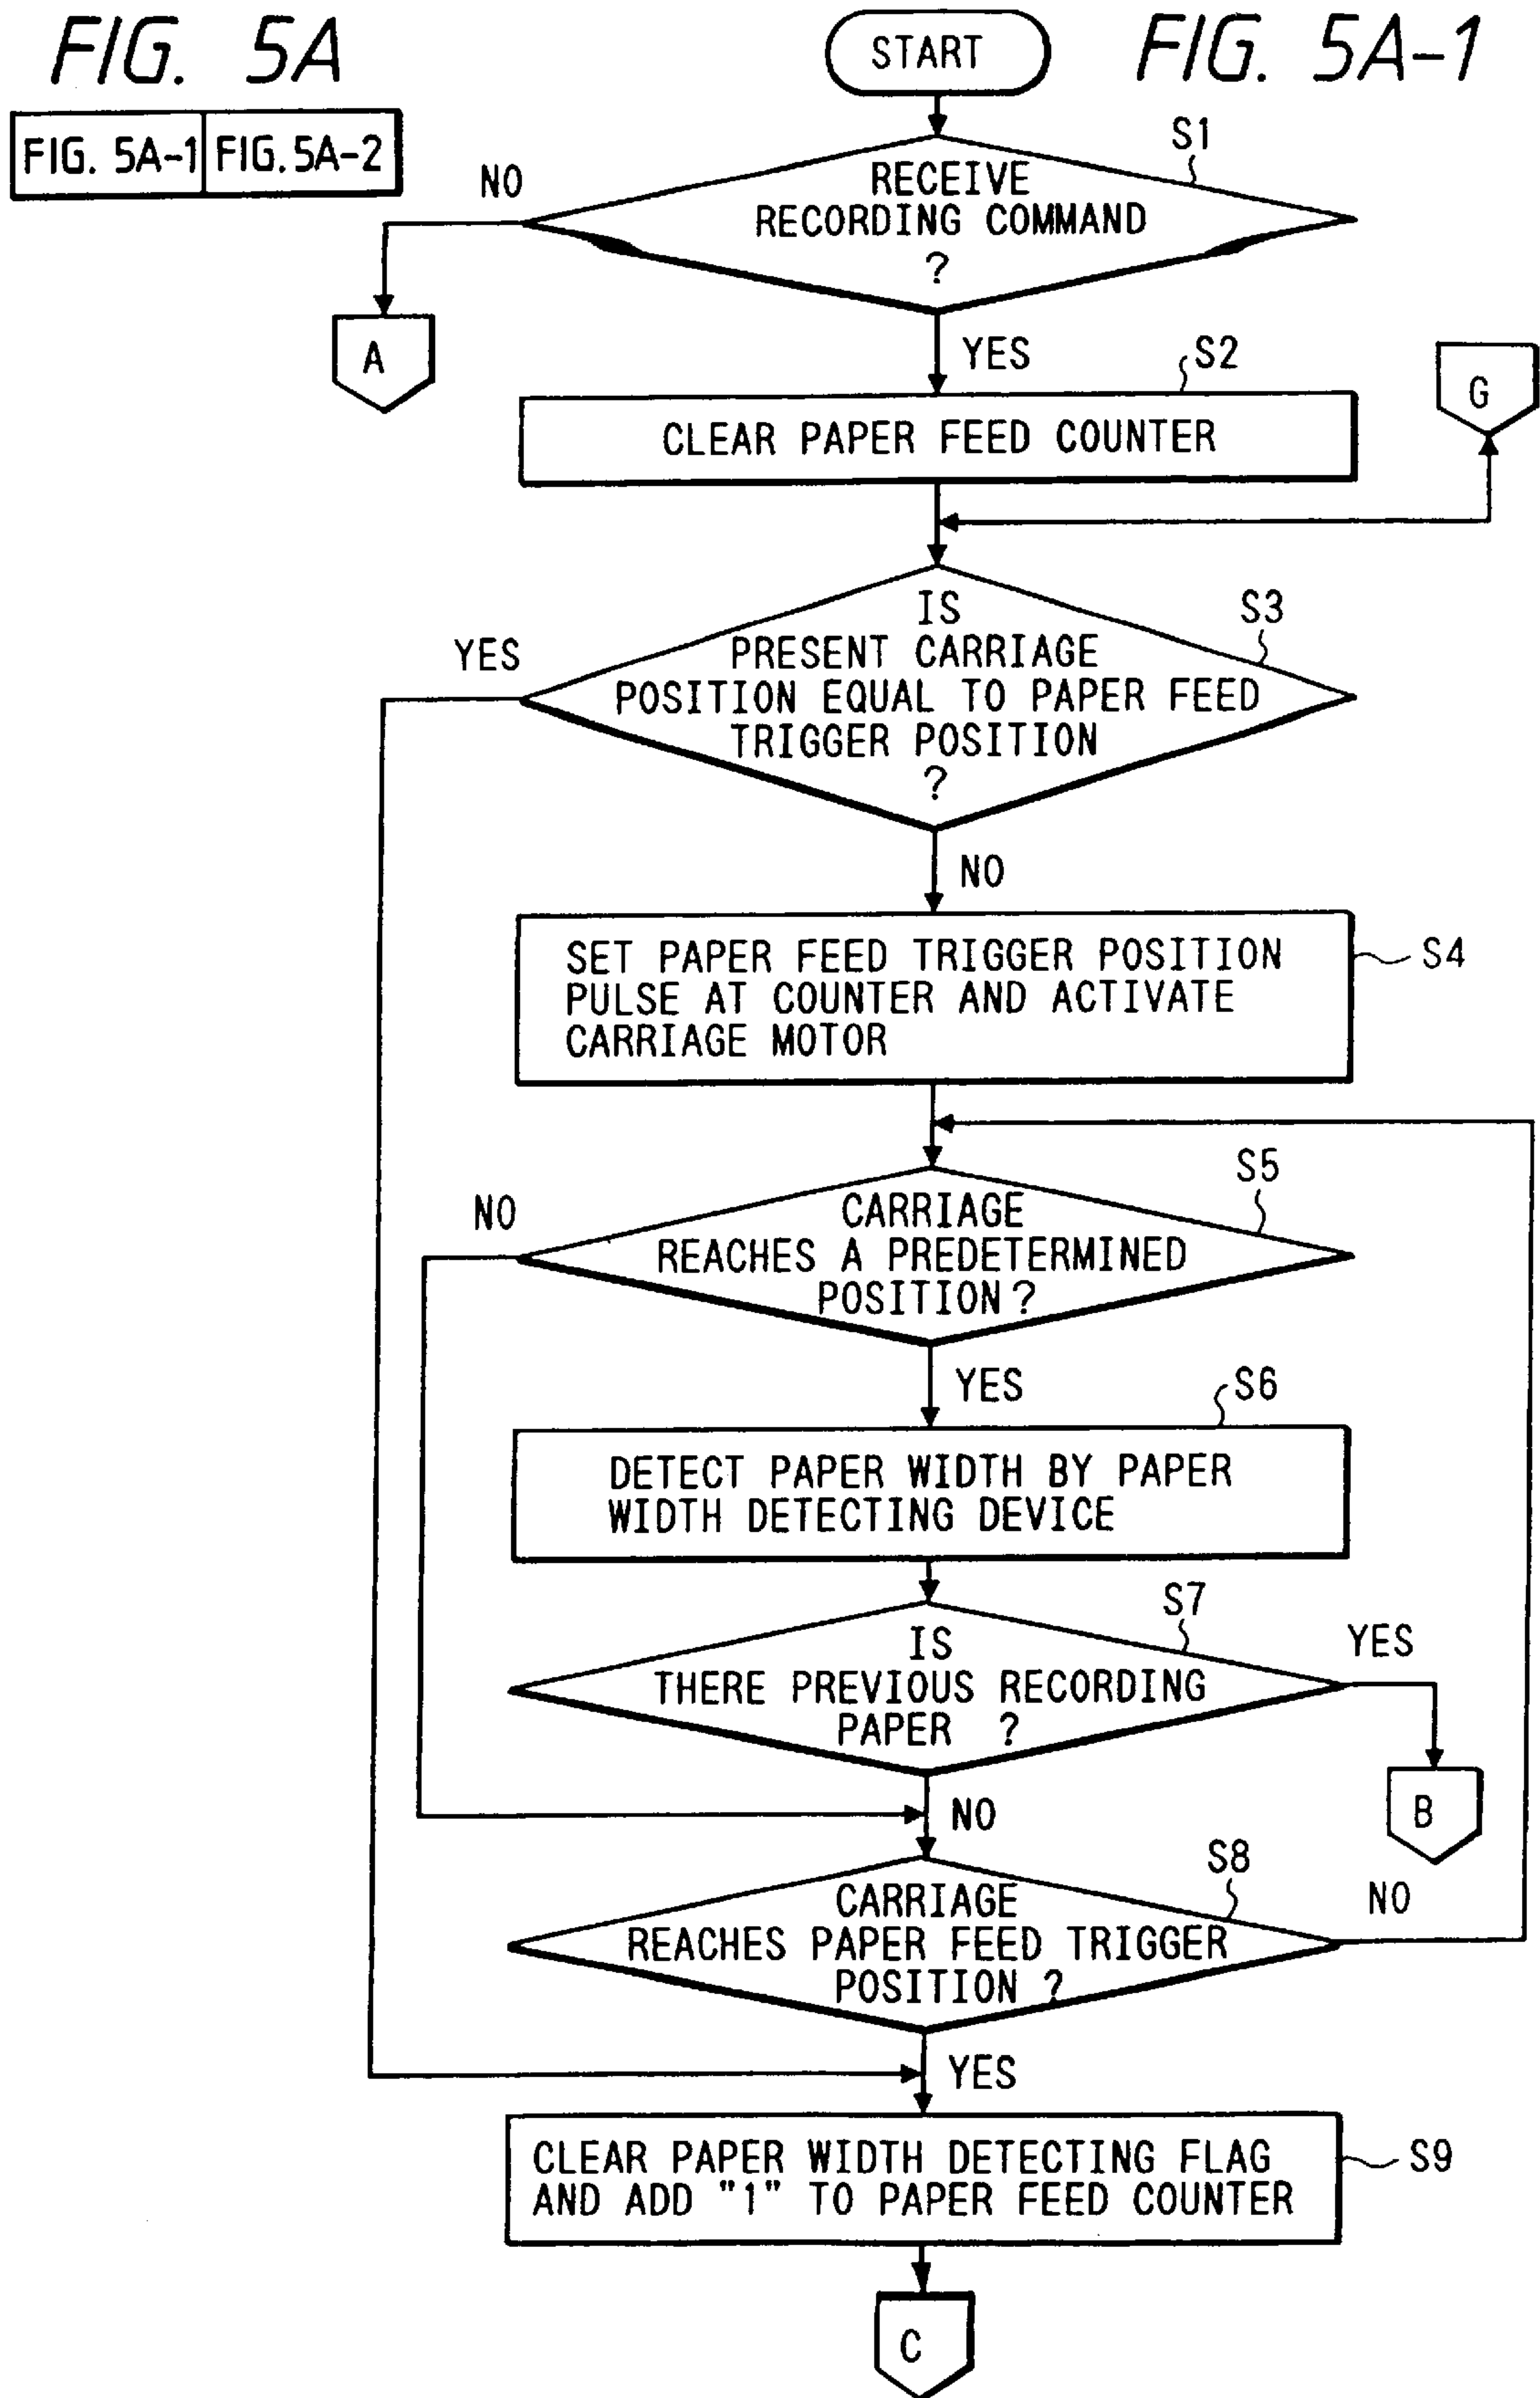 FIG. 5A
FIG. 5A-1
FIG. 5A-1 FIG. 5A-2
START
S1
NO
RECEIVE
RECORDING COMMAND
?
A
YES
S2
CLEAR PAPER FEED COUNTER
G
S3
YES
IS
PRESENT CARRIAGE
POSITION EQUAL TO PAPER FEED
TRIGGER POSITION
?
NO
SET PAPER FEED TRIGGER POSITION
PULSE AT COUNTER AND ACTIVATE
CARRIAGE MOTOR
S4
S5
NO
CARRIAGE
REACHES A PREDETERMINED
POSITION ?
YES
S6
DETECT PAPER WIDTH BY PAPER
WIDTH DETECTING DEVICE
S7
YES
IS
THERE PREVIOUS RECORDING
PAPER ?
B
NO
S8
NO
CARRIAGE
REACHES PAPER FEED TRIGGER
POSITION ?
YES
CLEAR PAPER WIDTH DETECTING FLAG
AND ADD "1" TO PAPER FEED COUNTER
S9
C